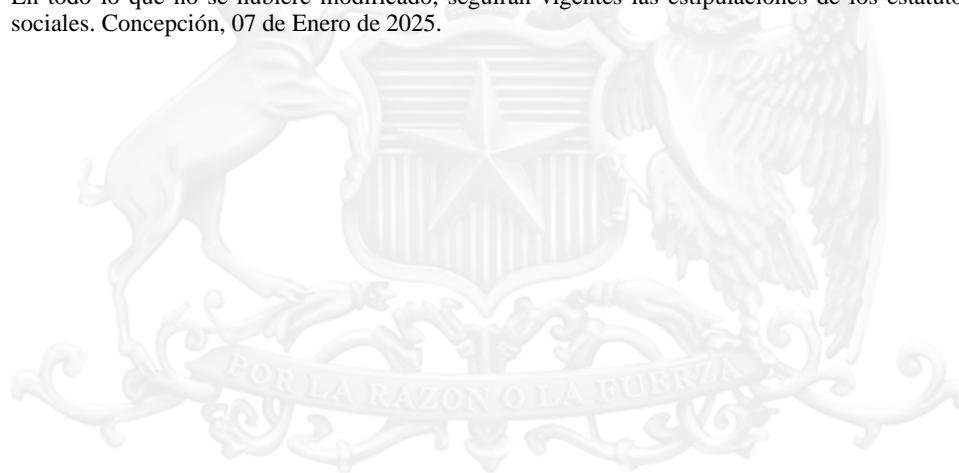 En todo lo que no se hubiere modificado, seguirán vigentes las estipulaciones de los estatuto
sociales. Concepción, 07 de Enero de 2025.
POR LA RAZON O LA FUERZA